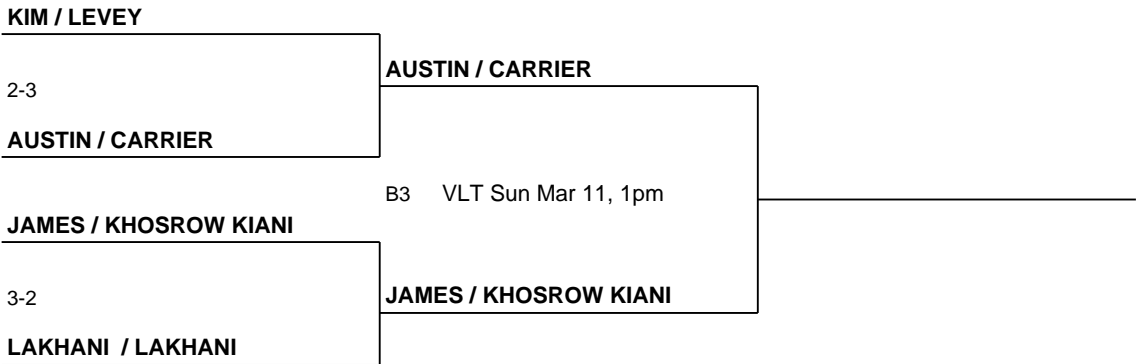 KIM / LEVEY
2-3
AUSTIN / CARRIER
AUSTIN / CARRIER
B3 VLT Sun Mar 11, 1pm
JAMES / KHOSROW KIANI
3-2
JAMES / KHOSROW KIANI
LAKHANI / LAKHANI